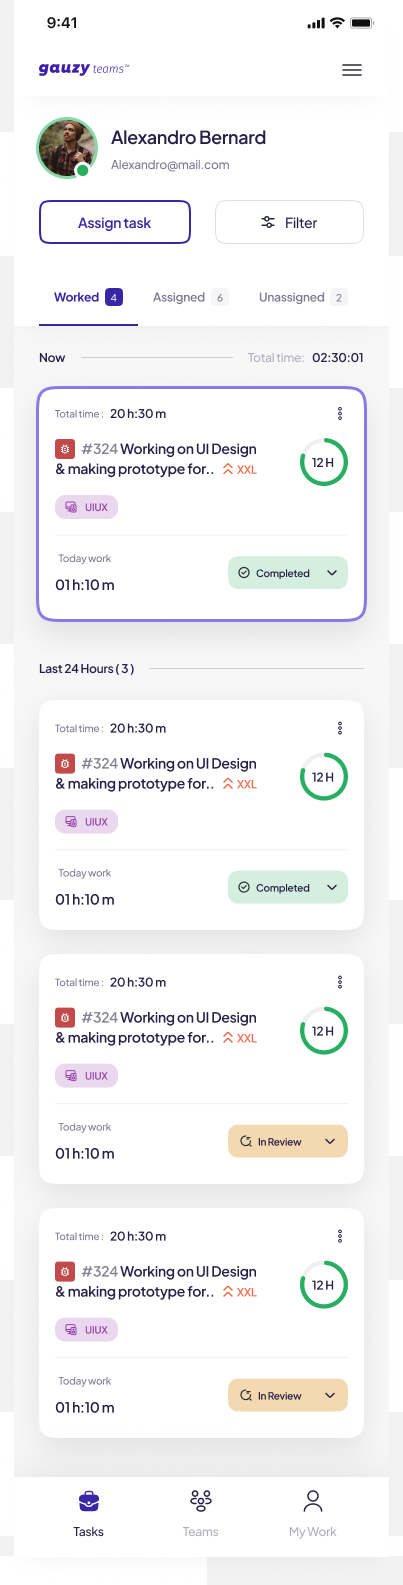 9:41
gauzy teams™
Alexandro Bernard
Alexandro@mail.com
Assign task
Filter
Worked 4 Assigned 6 Unassigned 2
Now Total time: 02:30:01
Total time : 20 h:30 m
#324 Working on UI Design
& making prototype for.. XXL
12 H
UIUX
Today work
01 h:10 m
Completed
Last 24 Hours ( 3 )
Total time : 20 h:30 m
#324 Working on UI Design
& making prototype for.. XXL
12 H
UIUX
Today work
01 h:10 m
Completed
Total time : 20 h:30 m
#324 Working on UI Design
& making prototype for.. XXL
12 H
UIUX
Today work
01 h:10 m
In Review
Total time : 20 h:30 m
#324 Working on UI Design
& making prototype for.. XXL
12 H
UIUX
Today work
01 h:10 m
In Review
Tasks Teams My Work